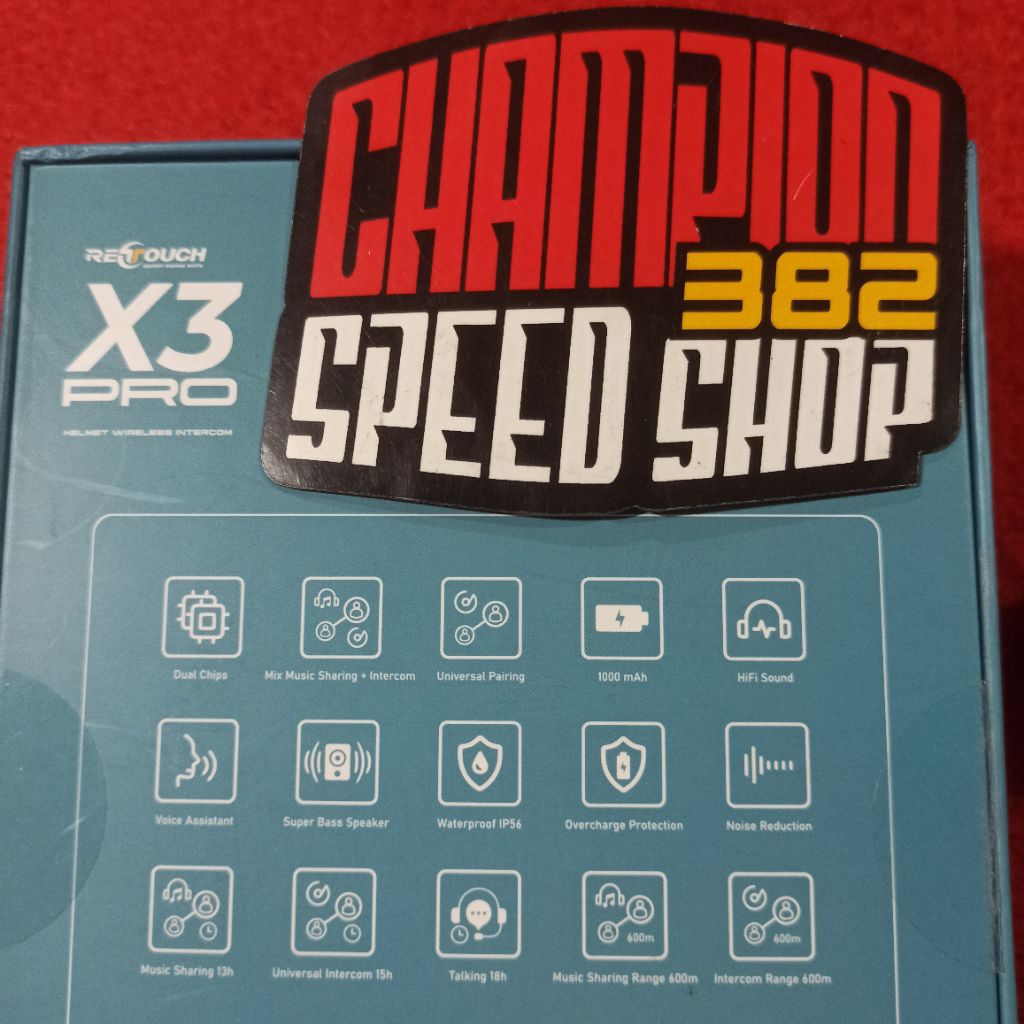 CHAMPION
382
SPEED SHOP
RETOUCH
X3
PRO
HELMET WIRELESS INTERCOM
Dual Chips
Mix Music Sharing + Intercom
Universal Pairing
1000 mAh
HiFi Sound
Voice Assistant
Super Bass Speaker
Waterproof IP56
Overcharge Protection
Noise Reduction
600m
600m
Music Sharing 13h
Universal Intercom 15h
Talking 18h
Music Sharing Range 600m
Intercom Range 600m